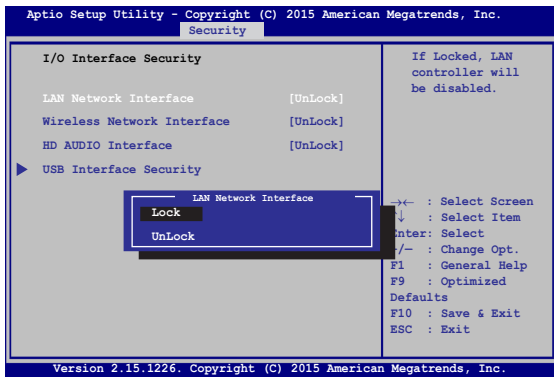 Aptio Setup Utility - Copyright (C) 2015 American Megatrends, Inc.
Security
I/O Interface Security
LAN Network Interface [UnLock]
Wireless Network Interface [UnLock]
HD AUDIO Interface [UnLock]
USB Interface Security
LAN Network Interface
Lock
UnLock
If Locked, LAN
controller will
be disabled.
→← : Select Screen
↑↓ : Select Item
Enter: Select
+/— : Change Opt.
F1 : General Help
F9 : Optimized
Defaults
F10 : Save & Exit
ESC : Exit
Version 2.15.1226. Copyright (C) 2015 American Megatrends, Inc.